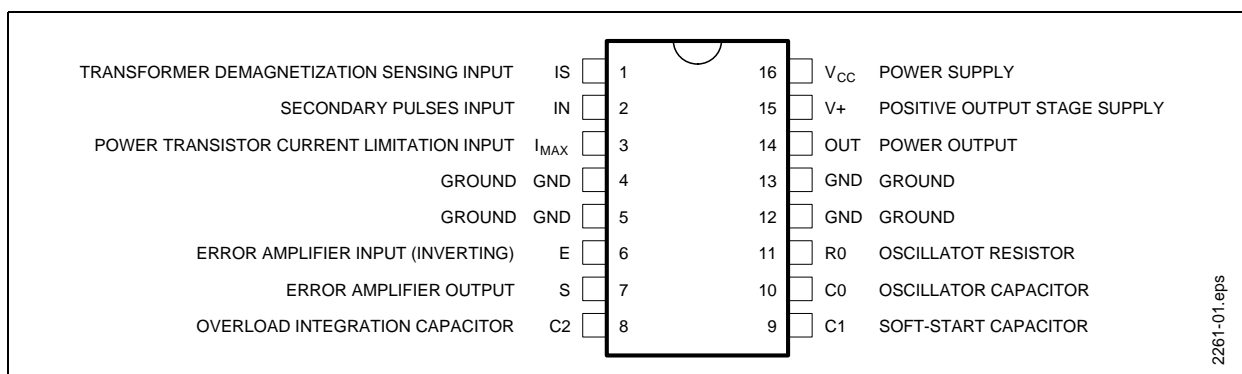 TRANSFORMER DEMAGNETIZATION SENSING INPUT IS 1 16 VCC POWER SUPPLY
SECONDARY PULSES INPUT IN 2 15 V+ POSITIVE OUTPUT STAGE SUPPLY
POWER TRANSISTOR CURRENT LIMITATION INPUT IMAX 3 14 OUT POWER OUTPUT
GROUND GND 4 13 GND GROUND
GROUND GND 5 12 GND GROUND
ERROR AMPLIFIER INPUT (INVERTING) E 6 11 R0 OSCILLATOT RESISTOR
ERROR AMPLIFIER OUTPUT S 7 10 C0 OSCILLATOR CAPACITOR
OVERLOAD INTEGRATION CAPACITOR C2 8 9 C1 SOFT-START CAPACITOR
2261-01.eps